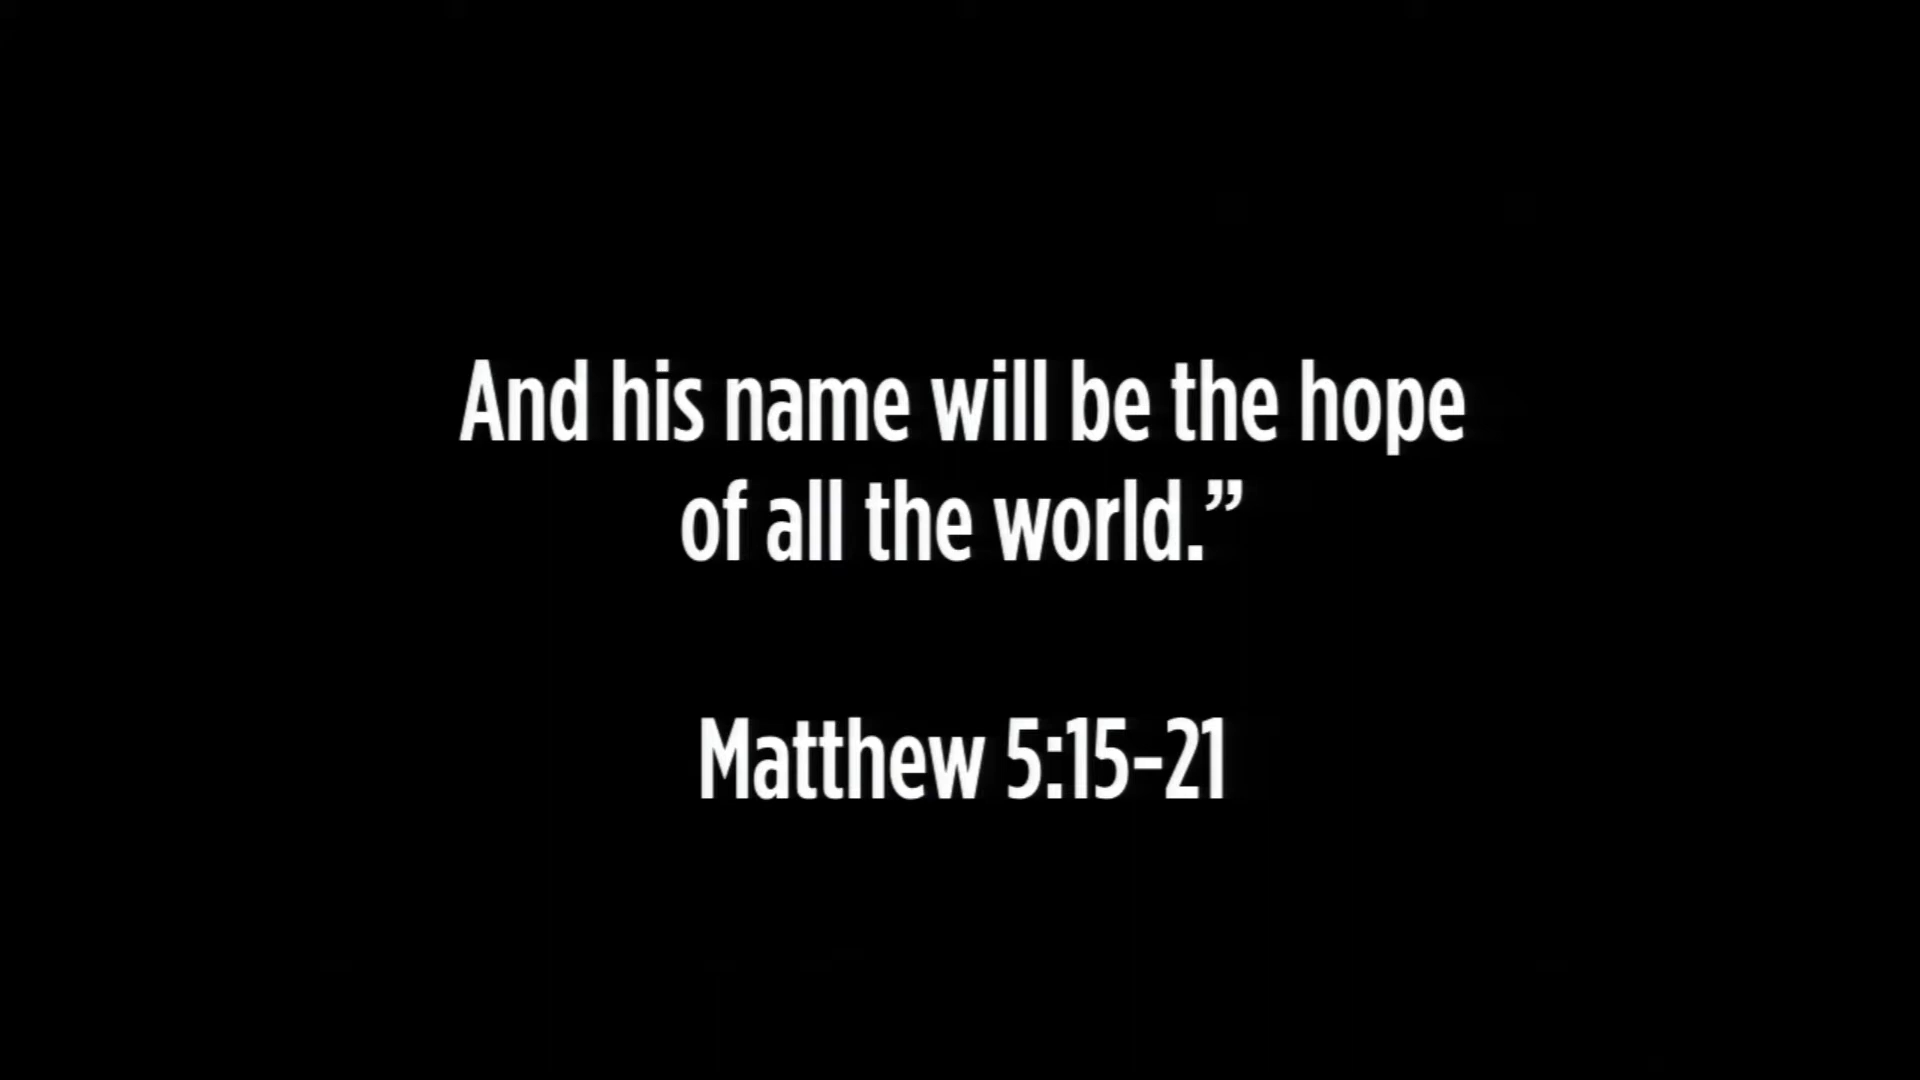 And his name will be the hope
of all the world.”
Matthew 5:15-21